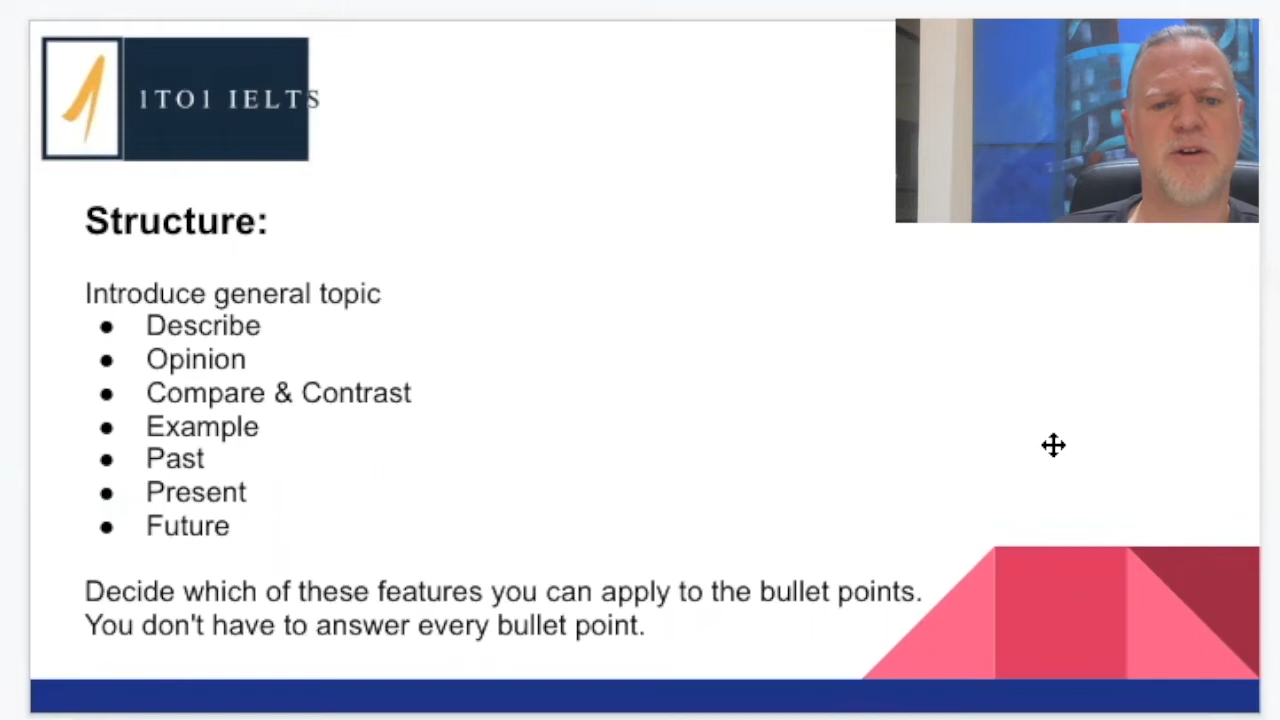 1TO1 IELTS
Structure:
Introduce general topic
● Describe
● Opinion
● Compare & Contrast
● Example
● Past
● Present
● Future
Decide which of these features you can apply to the bullet points.
You don't have to answer every bullet point.